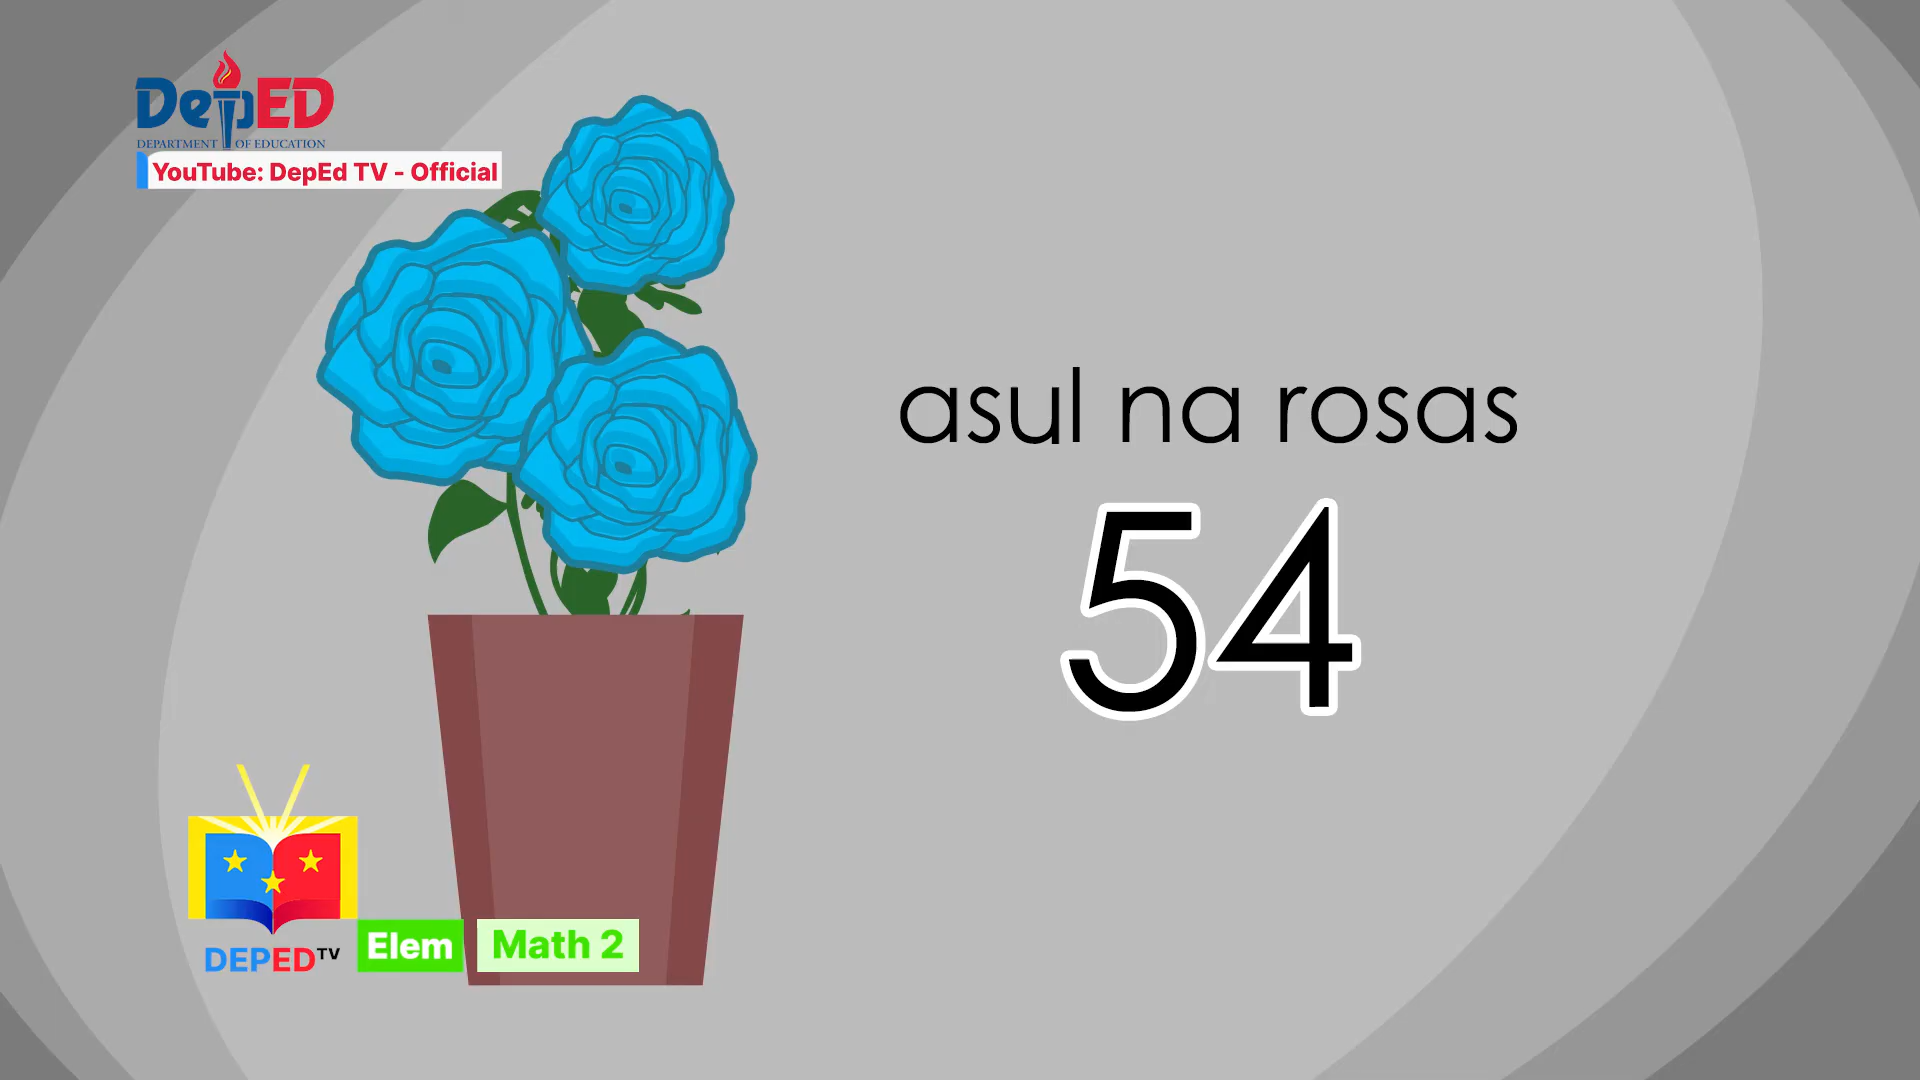 DepED
DEPARTMENT OF EDUCATION
YouTube: DepEd TV - Official
asul na rosas
54
DEPED TV
Elem
Math 2